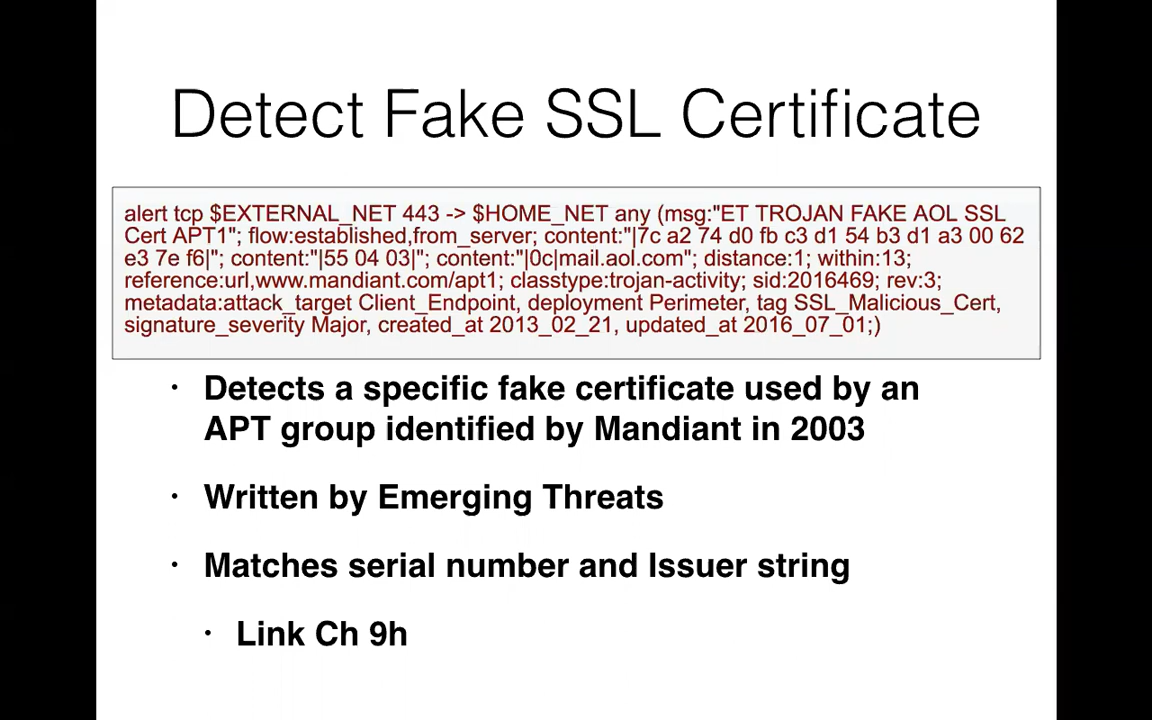 Detect Fake SSL Certificate
alert tcp $EXTERNAL_NET 443 -> $HOME_NET any (msg:"ET TROJAN FAKE AOL SSL
Cert APT1"; flow:established,from_server; content:"|7c a2 74 d0 fb c3 d1 54 b3 d1 a3 00 62
e3 7e f6|"; content:"|55 04 03|"; content:"|0c|mail.aol.com"; distance:1; within:13;
reference:url,www.mandiant.com/apt1; classtype:trojan-activity; sid:2016469; rev:3;
metadata:attack_target Client_Endpoint, deployment Perimeter, tag SSL_Malicious_Cert,
signature_severity Major, created_at 2013_02_21, updated_at 2016_07_01;)
• Detects a specific fake certificate used by an
APT group identified by Mandiant in 2003
• Written by Emerging Threats
• Matches serial number and Issuer string
• Link Ch 9h